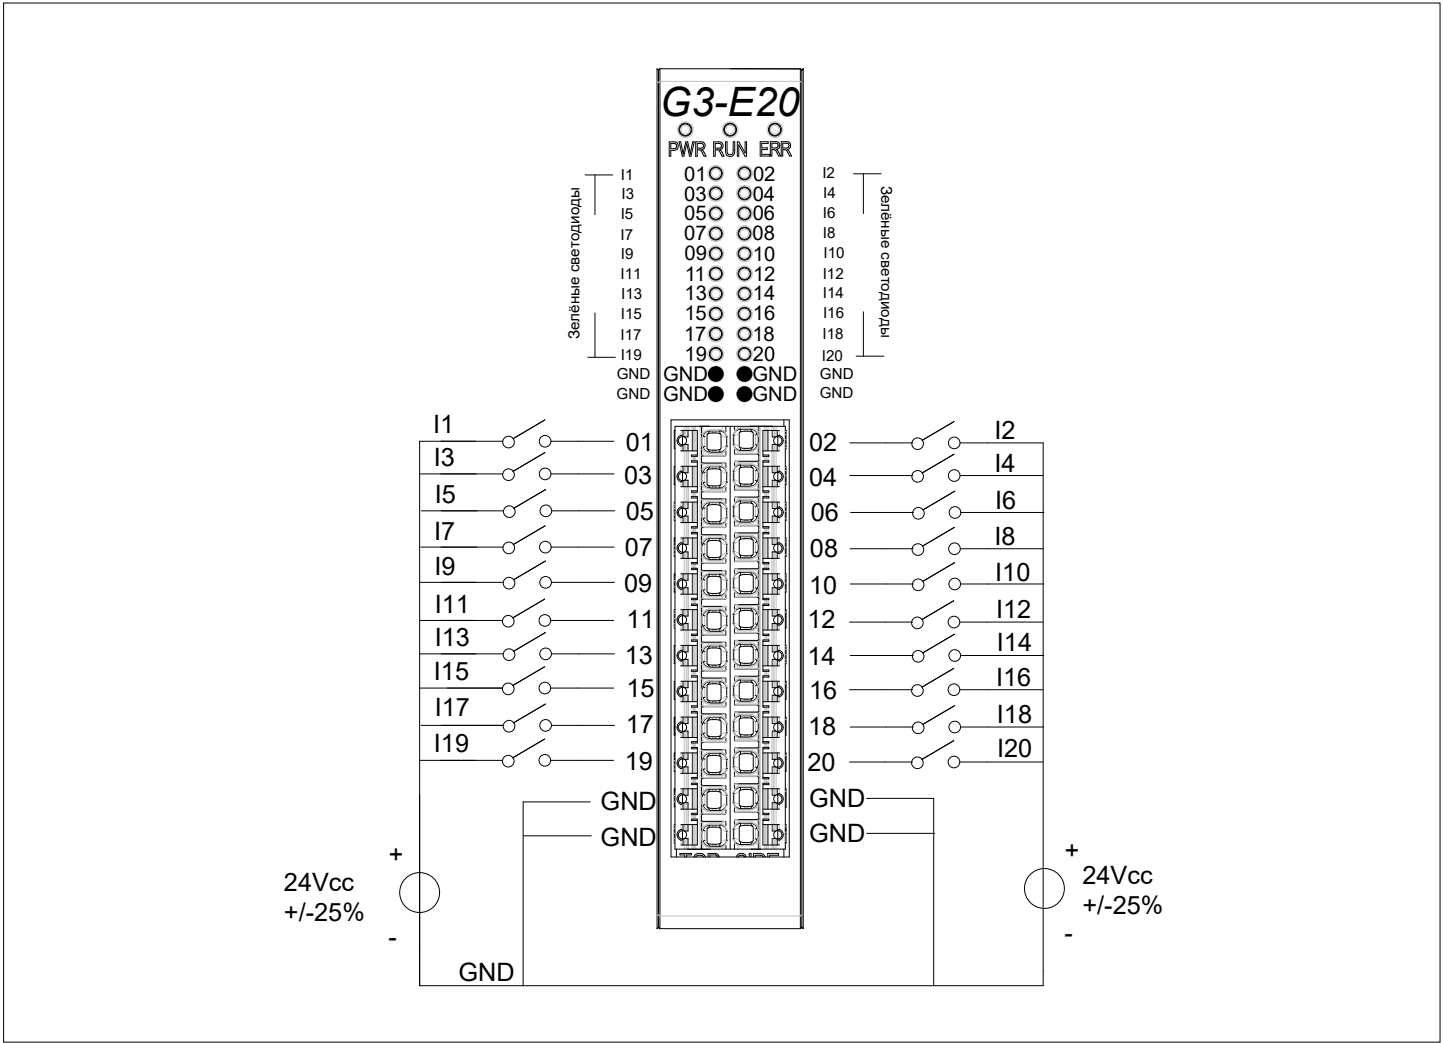 G3-E20
PWR RUN ERR
I1 01 02 I2
I3 03 04 I4
I5 05 06 I6
I7 07 08 I8
I9 09 10 I10
I11 11 12 I12
I13 13 14 I14
I15 15 16 I16
I17 17 18 I18
I19 19 20 I20
GND GND GND GND
GND GND GND GND
Зелёные светодиоды
Зелёные светодиоды
I1 01 02 I2
I3 03 04 I4
I5 05 06 I6
I7 07 08 I8
I9 09 10 I10
I11 11 12 I12
I13 13 14 I14
I15 15 16 I16
I17 17 18 I18
I19 19 20 I20
GND GND
GND GND
+
24Vcc
+/-25%
-
+
24Vcc
+/-25%
-
GND